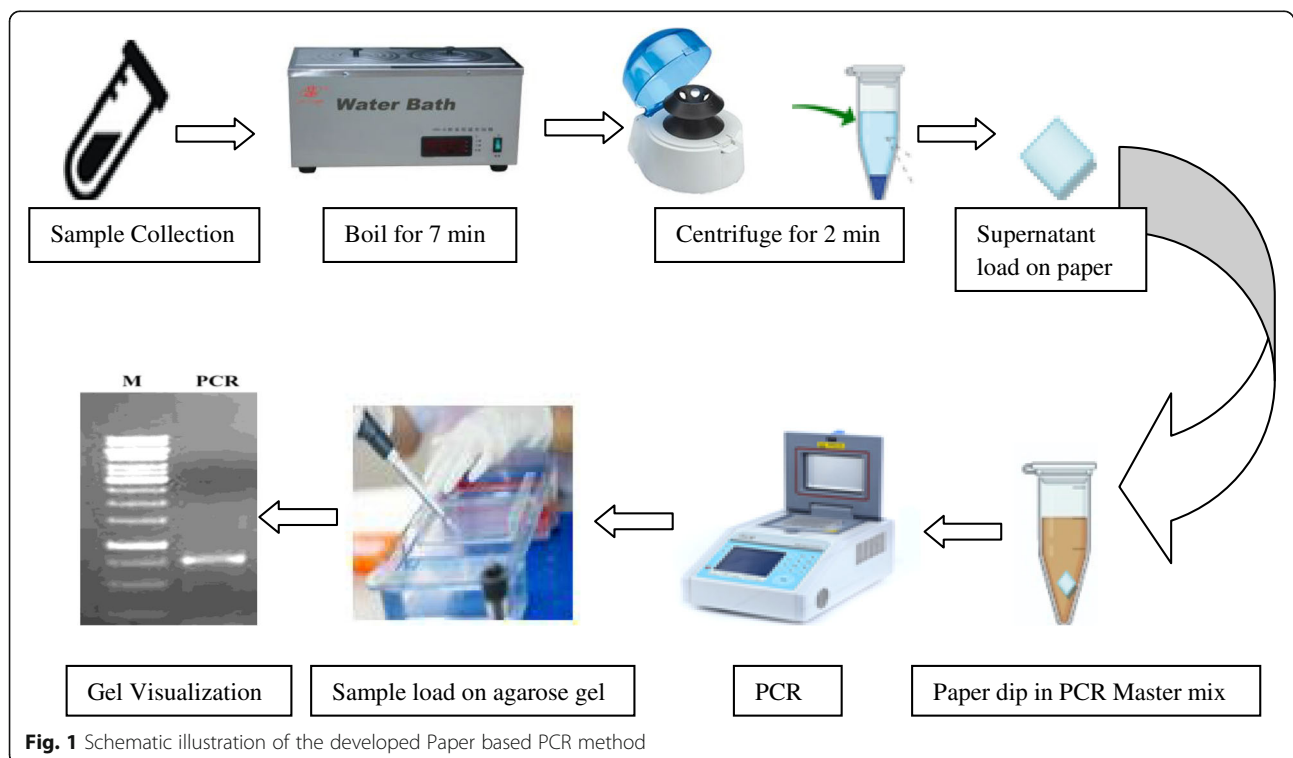 Water Bath
Sample Collection
Boil for 7 min
Centrifuge for 2 min
Supernatant
load on paper
M PCR
Gel Visualization
Sample load on agarose gel
PCR
Paper dip in PCR Master mix
Fig. 1 Schematic illustration of the developed Paper based PCR method